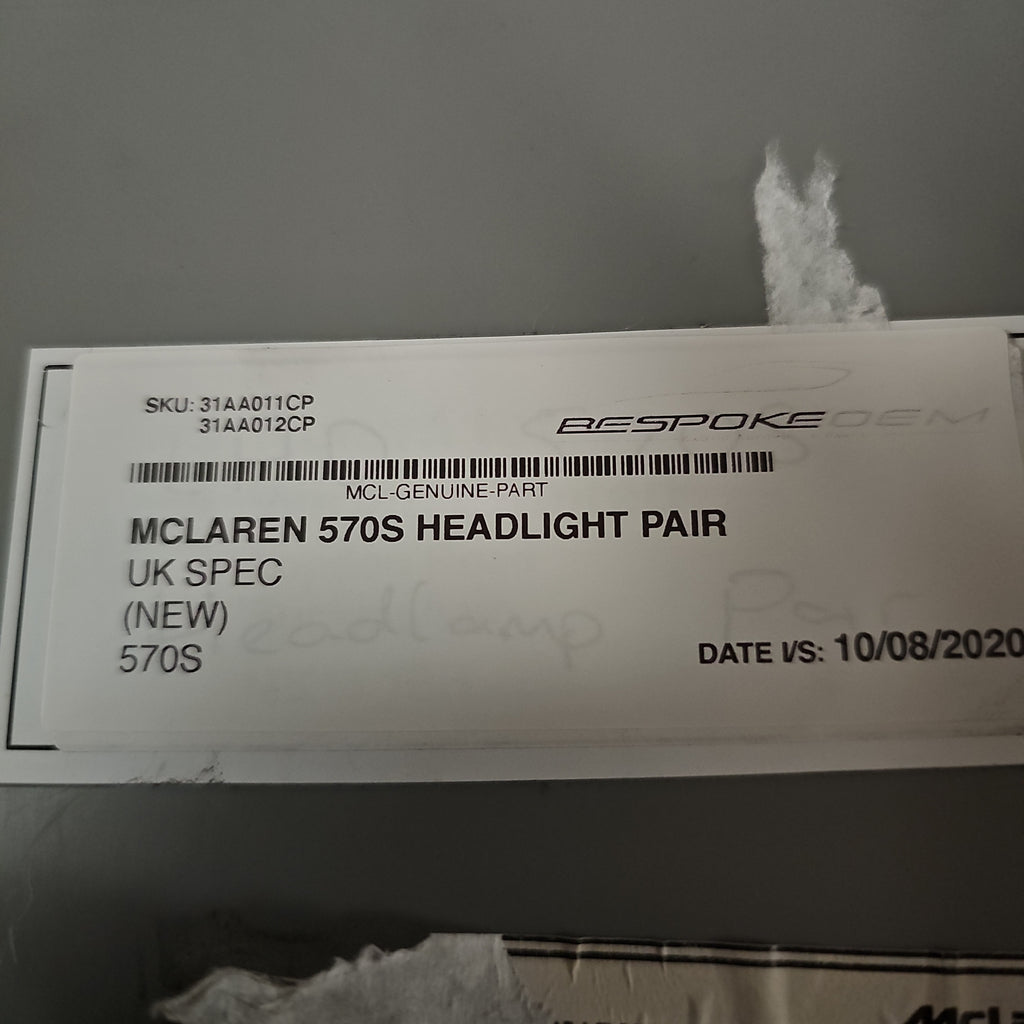 SKU: 31AA011CP
31AA012CP
BESPOKE OEM
MCL-GENUINE-PART
MCLAREN 570S HEADLIGHT PAIR
UK SPEC
(NEW)
570S
eadlamp
DATE I/S: 10/08/2020